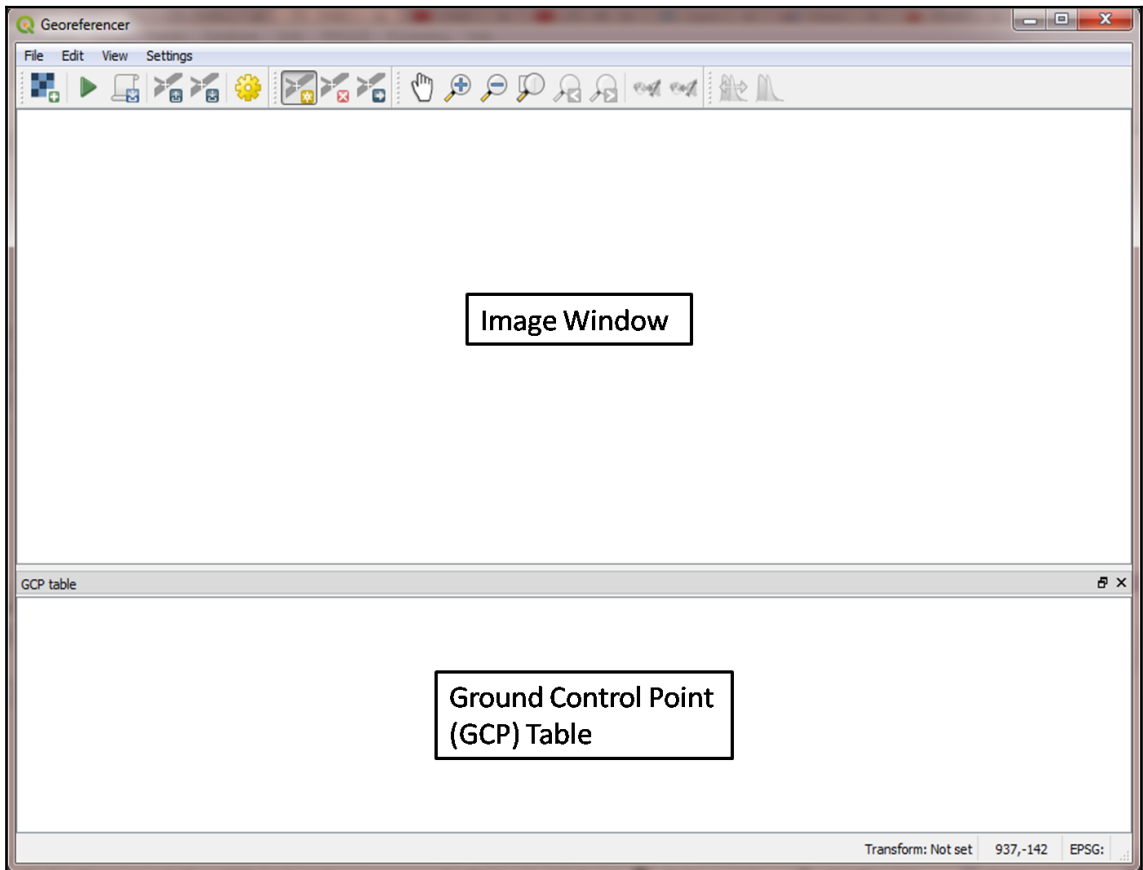 Georeferencer
File Edit View Settings
Image Window
GCP table
Ground Control Point
(GCP) Table
Transform: Not set 937,-142 EPSG: